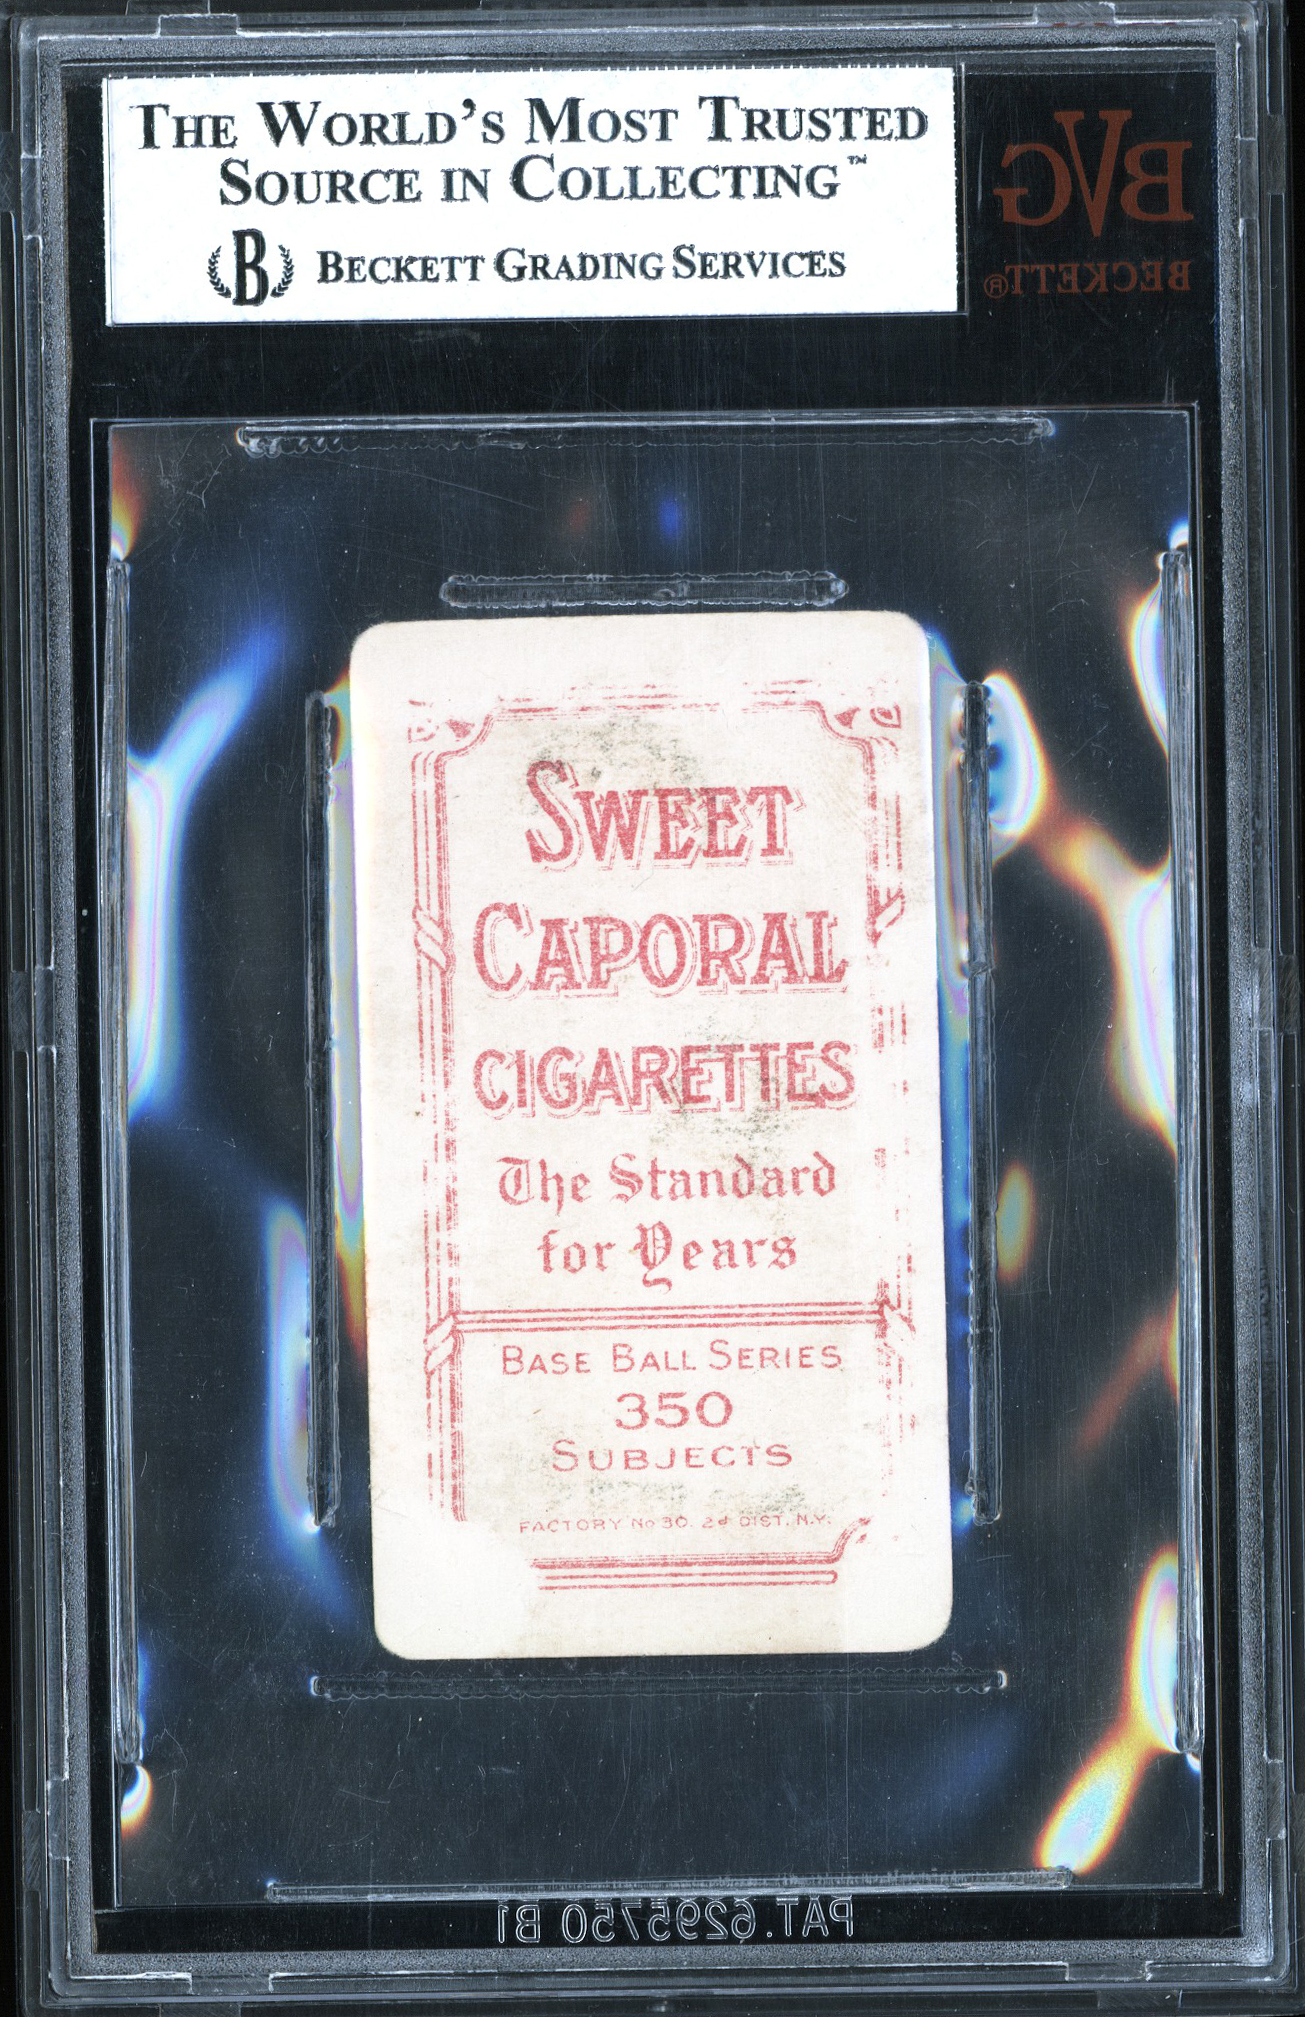 THE WORLD'S MOST TRUSTED
SOURCE IN COLLECTING™
B BECKETT GRADING SERVICES
BVG
BECKETT®
SWEET
CAPORAL
CIGARETTES
The Standard
for Years
BASE BALL SERIES
350
SUBJECTS
FACTORY No 30. 2d DIST. N.Y.
PAT.6295750 B1